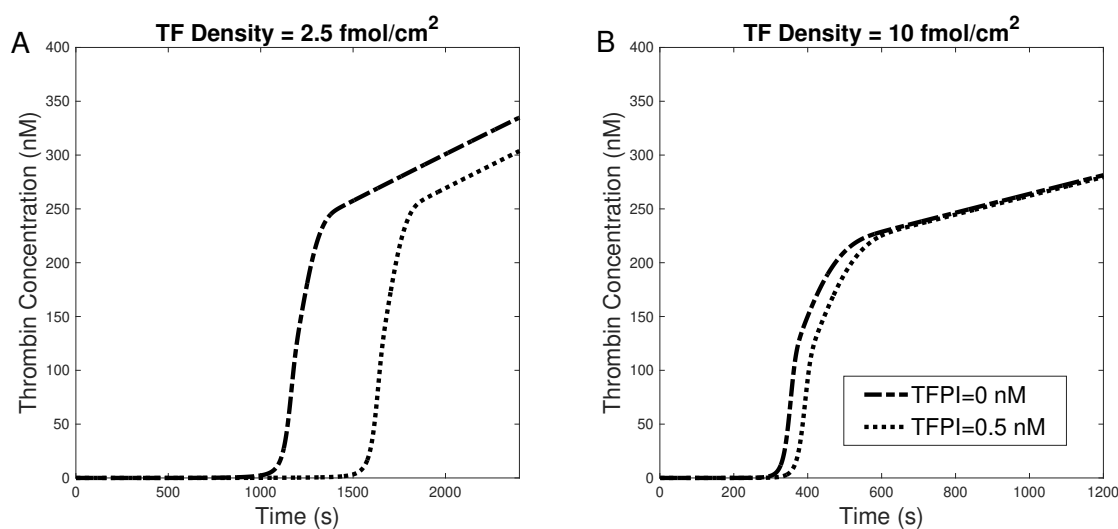 A
TF Density = 2.5 fmol/cm²
400
350
300
250
200
150
100
50
0
Thrombin Concentration (nM)
0 500 1000 1500 2000
Time (s)
B
TF Density = 10 fmol/cm²
400
350
300
250
200
150
100
50
0
Thrombin Concentration (nM)
TFPI=0 nM
TFPI=0.5 nM
0 200 400 600 800 1000 1200
Time (s)